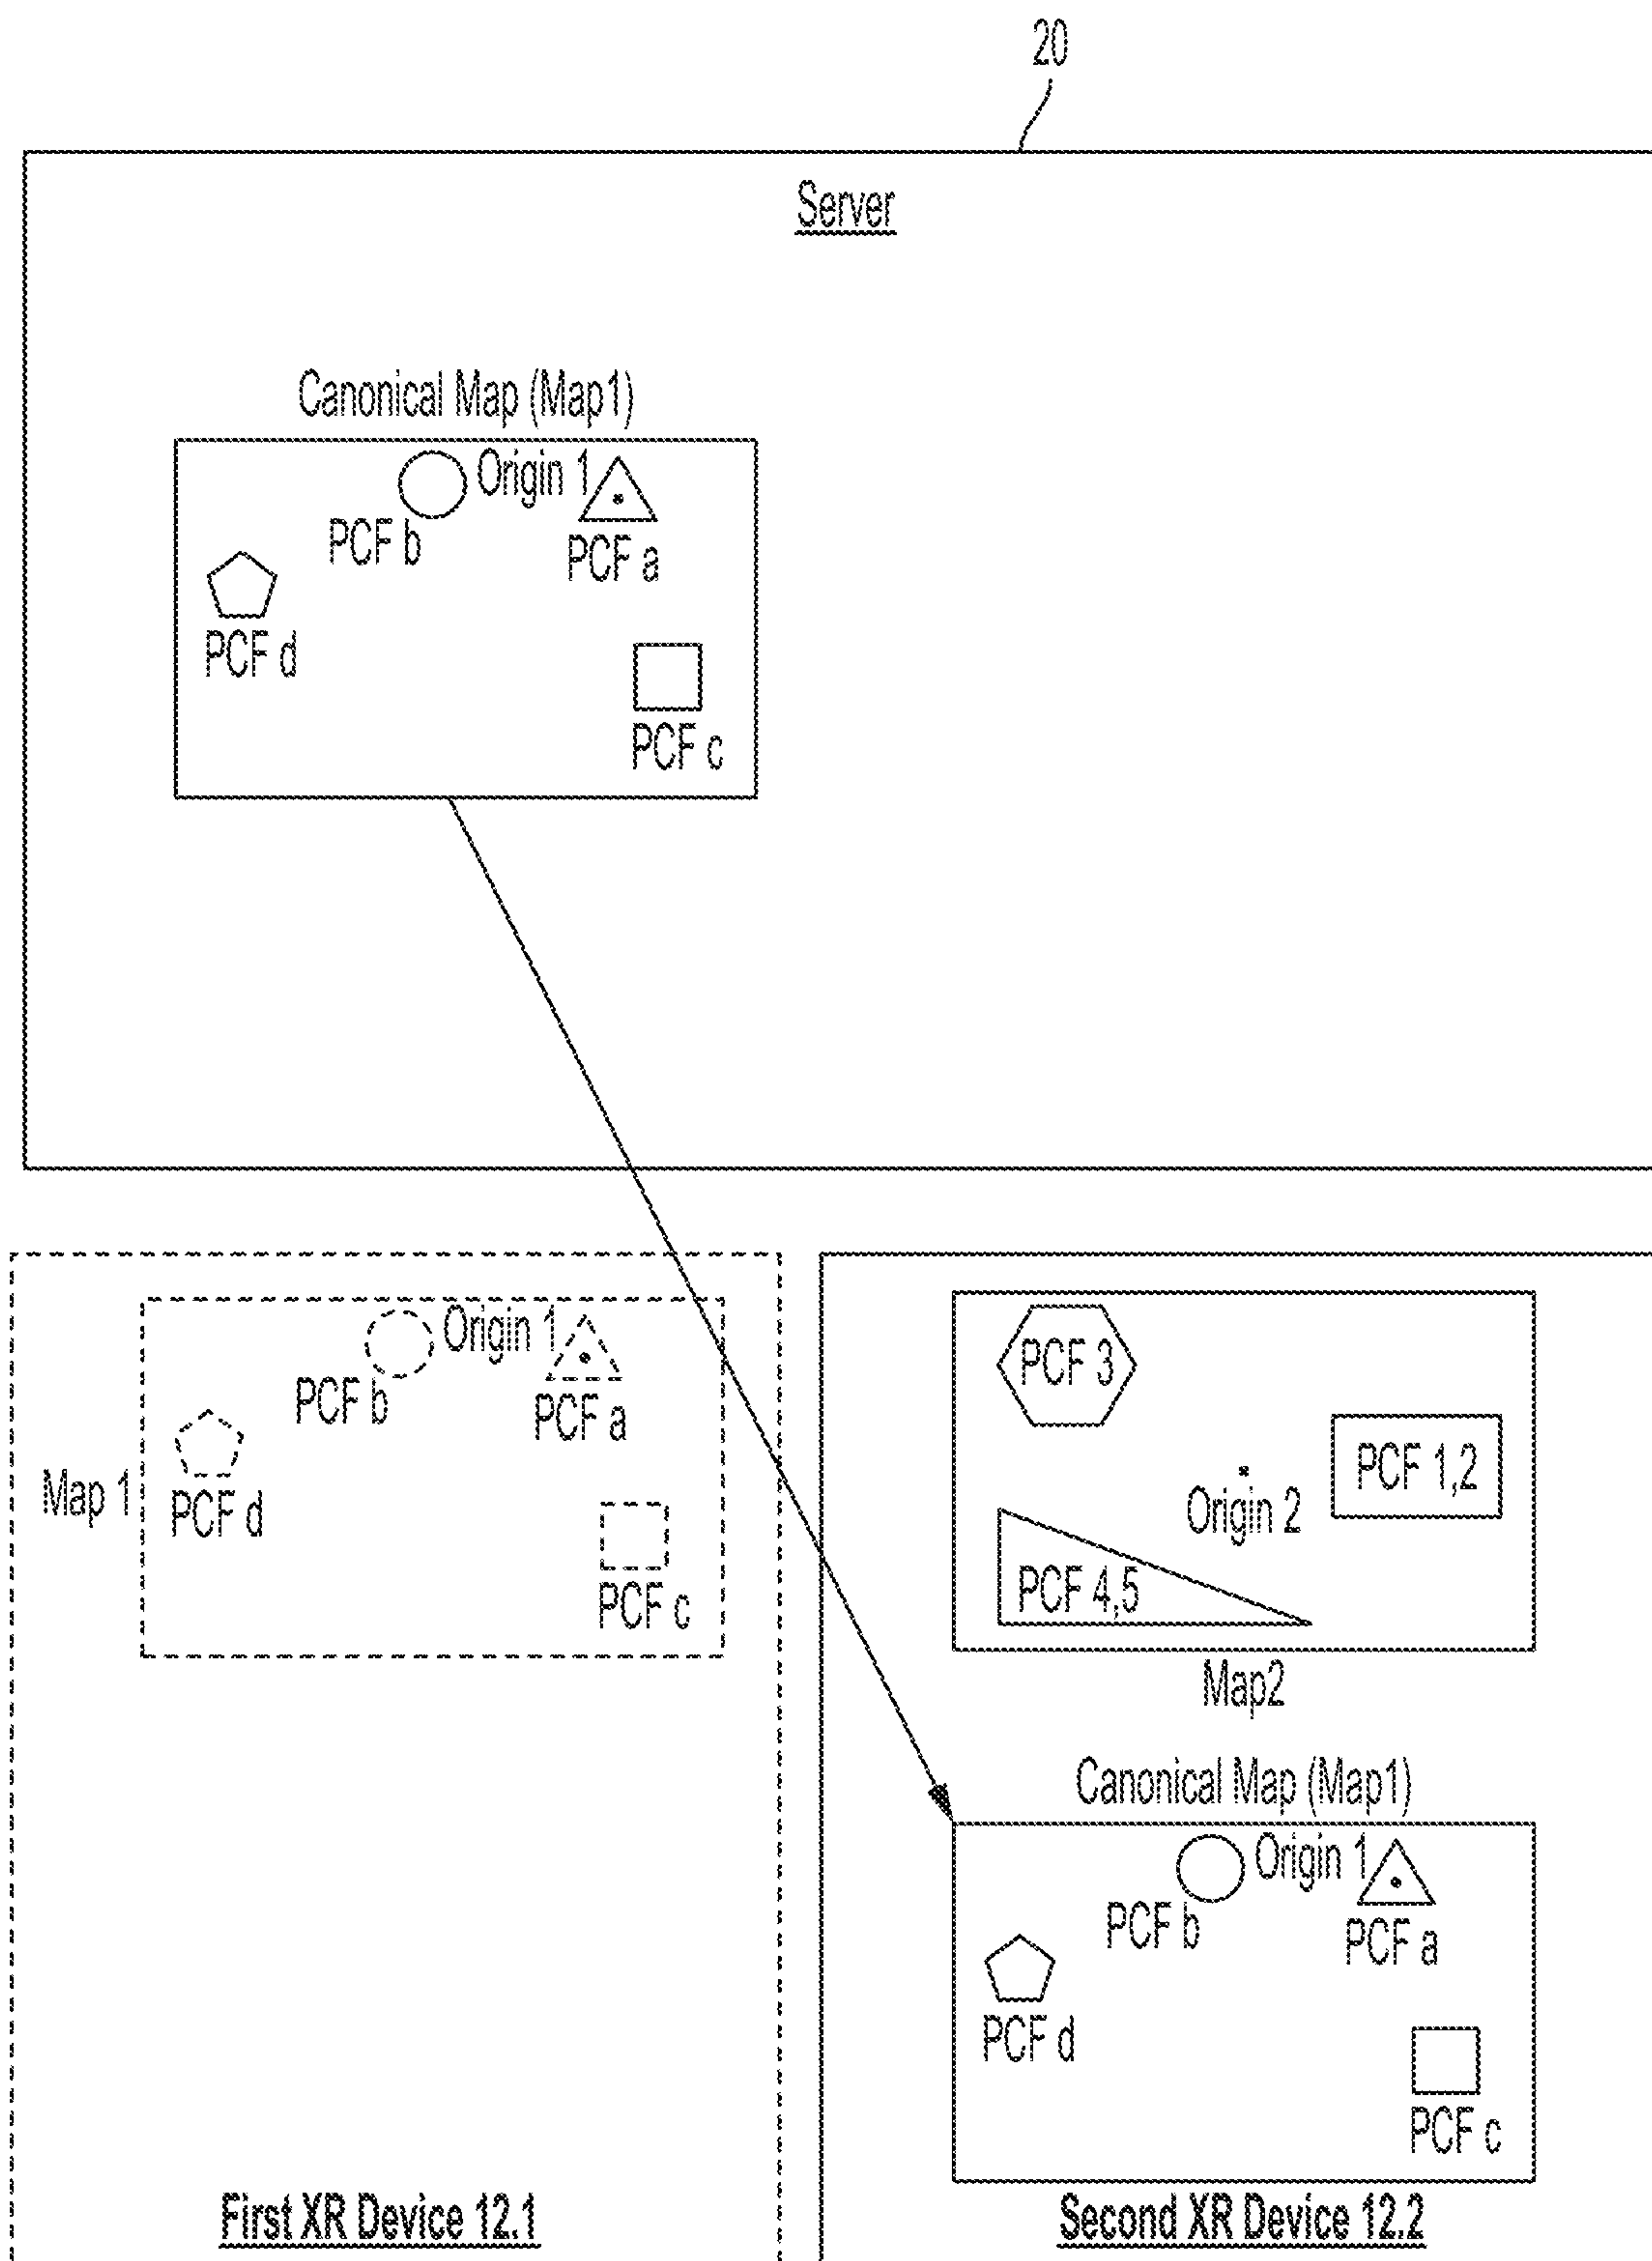 20
Server
Canonical Map (Map1)
Origin 1
PCF b
PCF a
PCF d
PCF c
Origin 1
PCF b
PCF a
Map 1
PCF d
PCF c
First XR Device 12.1
PCF 3
PCF 1,2
Origin 2
PCF 4,5
Map2
Canonical Map (Map1)
Origin 1
PCF b
PCF a
PCF d
PCF c
Second XR Device 12.2